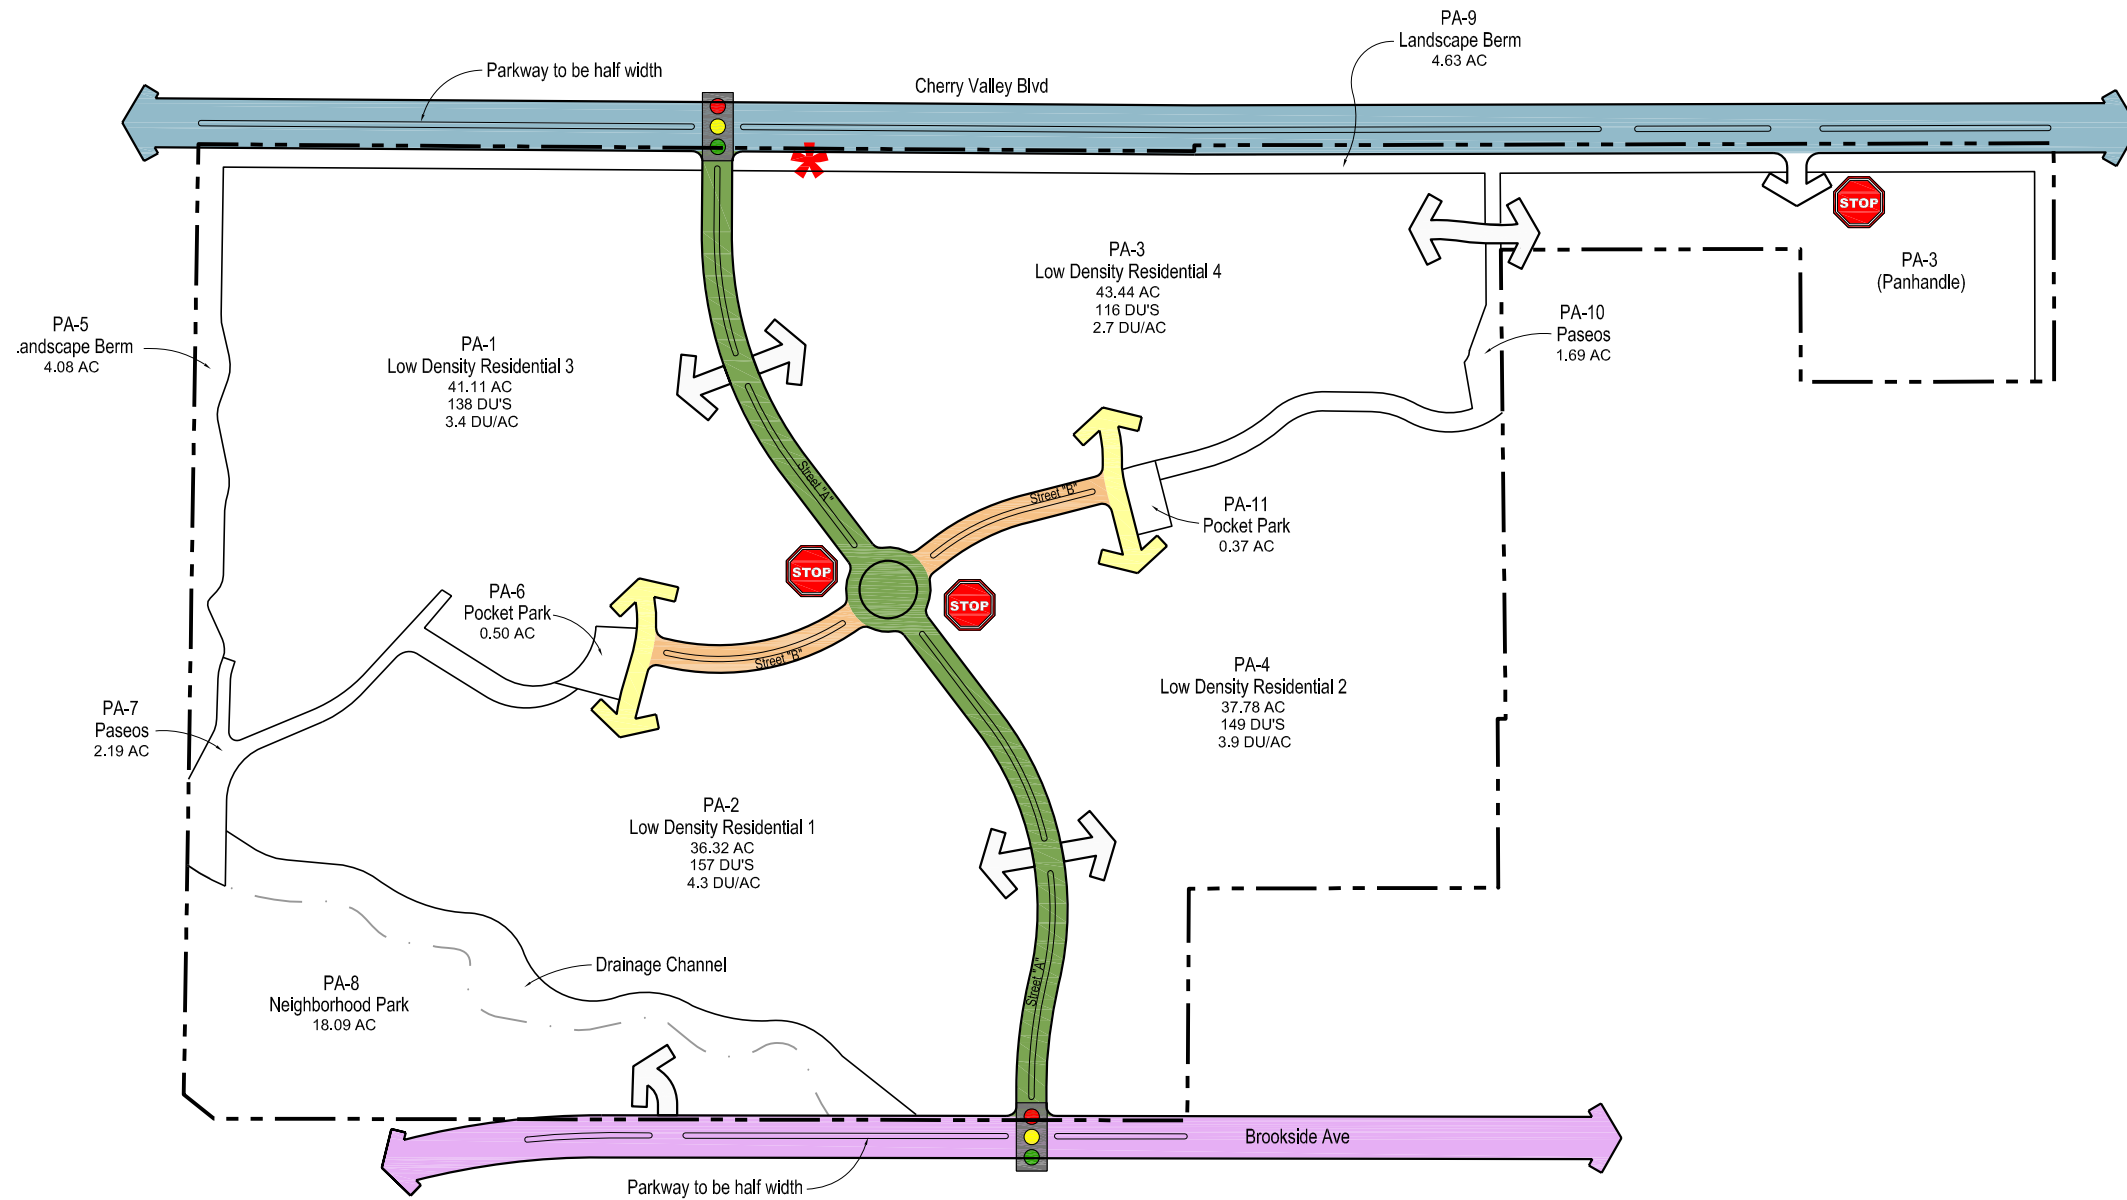 PA-9
Landscape Berm
4.63 AC
Parkway to be half width
Cherry Valley Blvd
STOP
PA-3
Low Density Residential 4
43.44 AC
116 DU'S
2.7 DU/AC
PA-3
(Panhandle)
PA-5
.andscape Berm
4.08 AC
PA-1
Low Density Residential 3
41.11 AC
138 DU'S
3.4 DU/AC
PA-10
Paseos
1.69 AC
Street "A"
Street "B"
PA-11
Pocket Park
0.37 AC
STOP
STOP
PA-6
Pocket Park
0.50 AC
Street "B"
PA-4
Low Density Residential 2
37.78 AC
149 DU'S
3.9 DU/AC
PA-7
Paseos
2.19 AC
PA-2
Low Density Residential 1
36.32 AC
157 DU'S
4.3 DU/AC
Drainage Channel
Street "A"
PA-8
Neighborhood Park
18.09 AC
Brookside Ave
Parkway to be half width